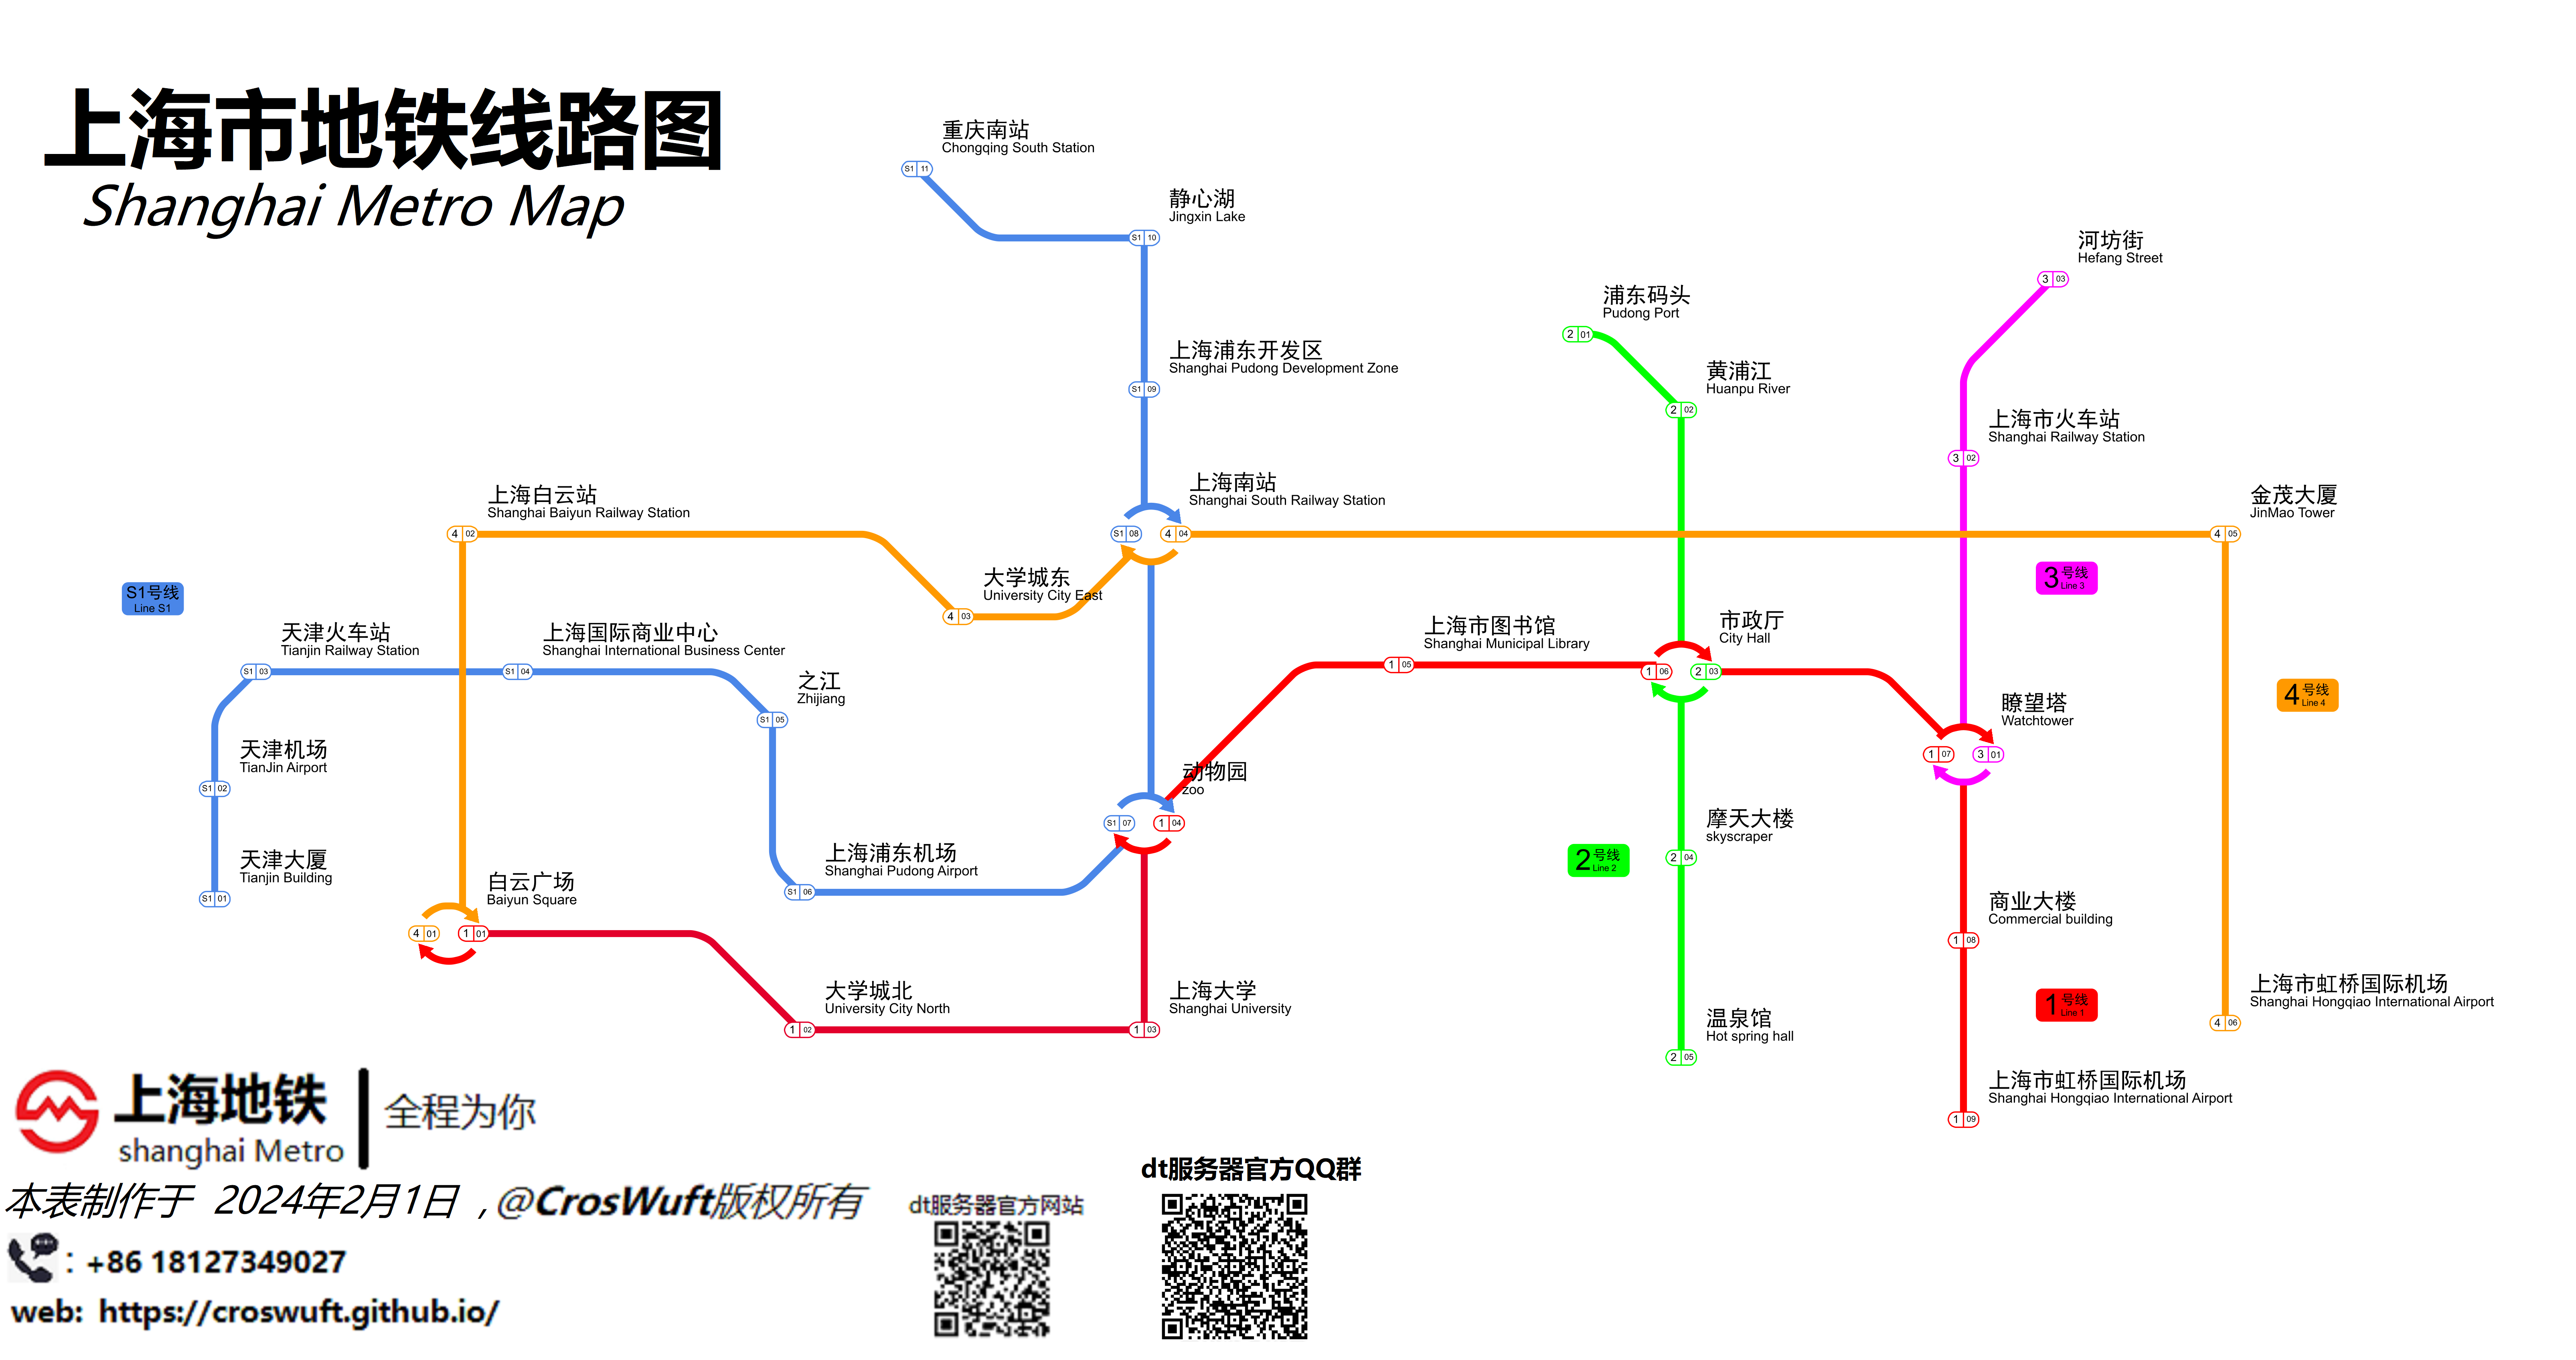 上海市地铁线路图
Shanghai Metro Map
重庆南站
Chongqing South Station
S1 11
静心湖
Jingxin Lake
S1 10
河坊街
Hefang Street
3 03
浦东码头
Pudong Port
2 01
上海浦东开发区
Shanghai Pudong Development Zone
S1 09
黄浦江
Huanpu River
2 02
上海市火车站
Shanghai Railway Station
3 02
上海白云站
Shanghai Baiyun Railway Station
4 02
上海南站
Shanghai South Railway Station
S1 08
4 04
金茂大厦
JinMao Tower
4 05
S1号线
Line S1
大学城东
University City East
4 03
3号线
Line 3
天津火车站
Tianjin Railway Station
S1 03
上海国际商业中心
Shanghai International Business Center
S1 04
之江
Zhijiang
S1 05
上海市图书馆
Shanghai Municipal Library
1 05
市政厅
City Hall
1 06
2 03
4号线
Line 4
瞭望塔
Watchtower
1 07
3 01
天津机场
TianJin Airport
S1 02
动物园
zoo
S1 07
1 04
摩天大楼
skyscraper
2 04
2号线
Line 2
天津大厦
Tianjin Building
S1 01
上海浦东机场
Shanghai Pudong Airport
S1 06
白云广场
Baiyun Square
4 01
1 01
商业大楼
Commercial building
1 08
大学城北
University City North
1 02
上海大学
Shanghai University
1 03
温泉馆
Hot spring hall
2 05
1号线
Line 1
上海市虹桥国际机场
Shanghai Hongqiao International Airport
4 06
上海市虹桥国际机场
Shanghai Hongqiao International Airport
1 09
上海地铁
shanghai Metro
全程为你
本表制作于 2024年2月1日 ,@CrosWuft版权所有
dt服务器官方网站
dt服务器官方QQ群
: +86 18127349027
web: https://croswuft.github.io/